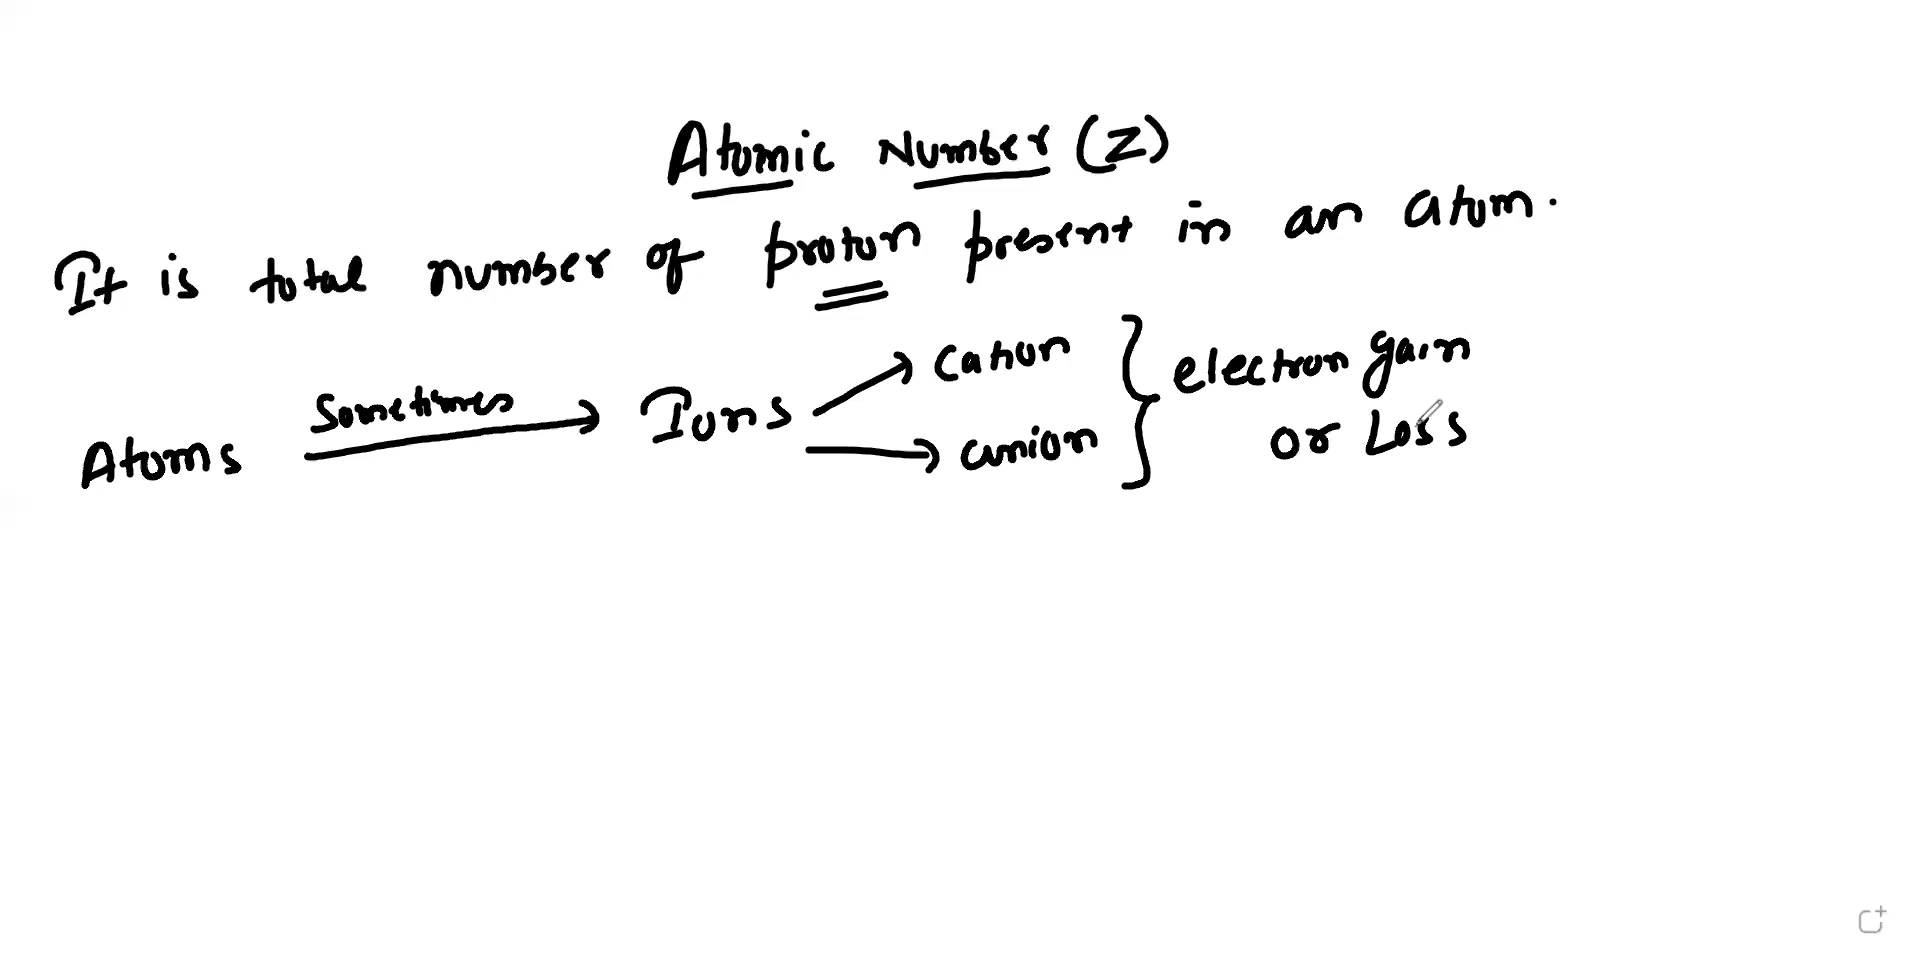 Atomic Number (Z)
It is total number of proton present in an atom.
Atoms Sometimes Ions Cation electron gain
anion or Loss